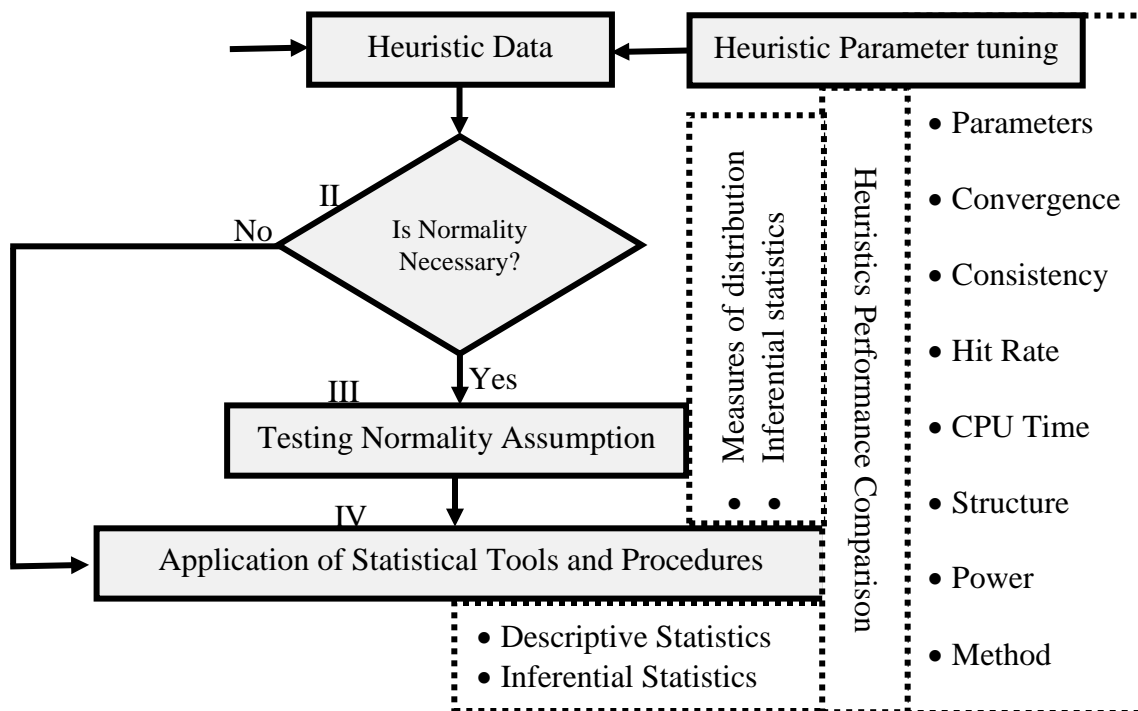 Heuristic Data
Heuristic Parameter tuning
II
No
Is Normality
Necessary?
Yes
III
Testing Normality Assumption
IV
Application of Statistical Tools and Procedures
• Descriptive Statistics
• Inferential Statistics
• Measures of distribution
• Inferential statistics
Heuristics Performance Comparison
• Parameters
• Convergence
• Consistency
• Hit Rate
• CPU Time
• Structure
• Power
• Method